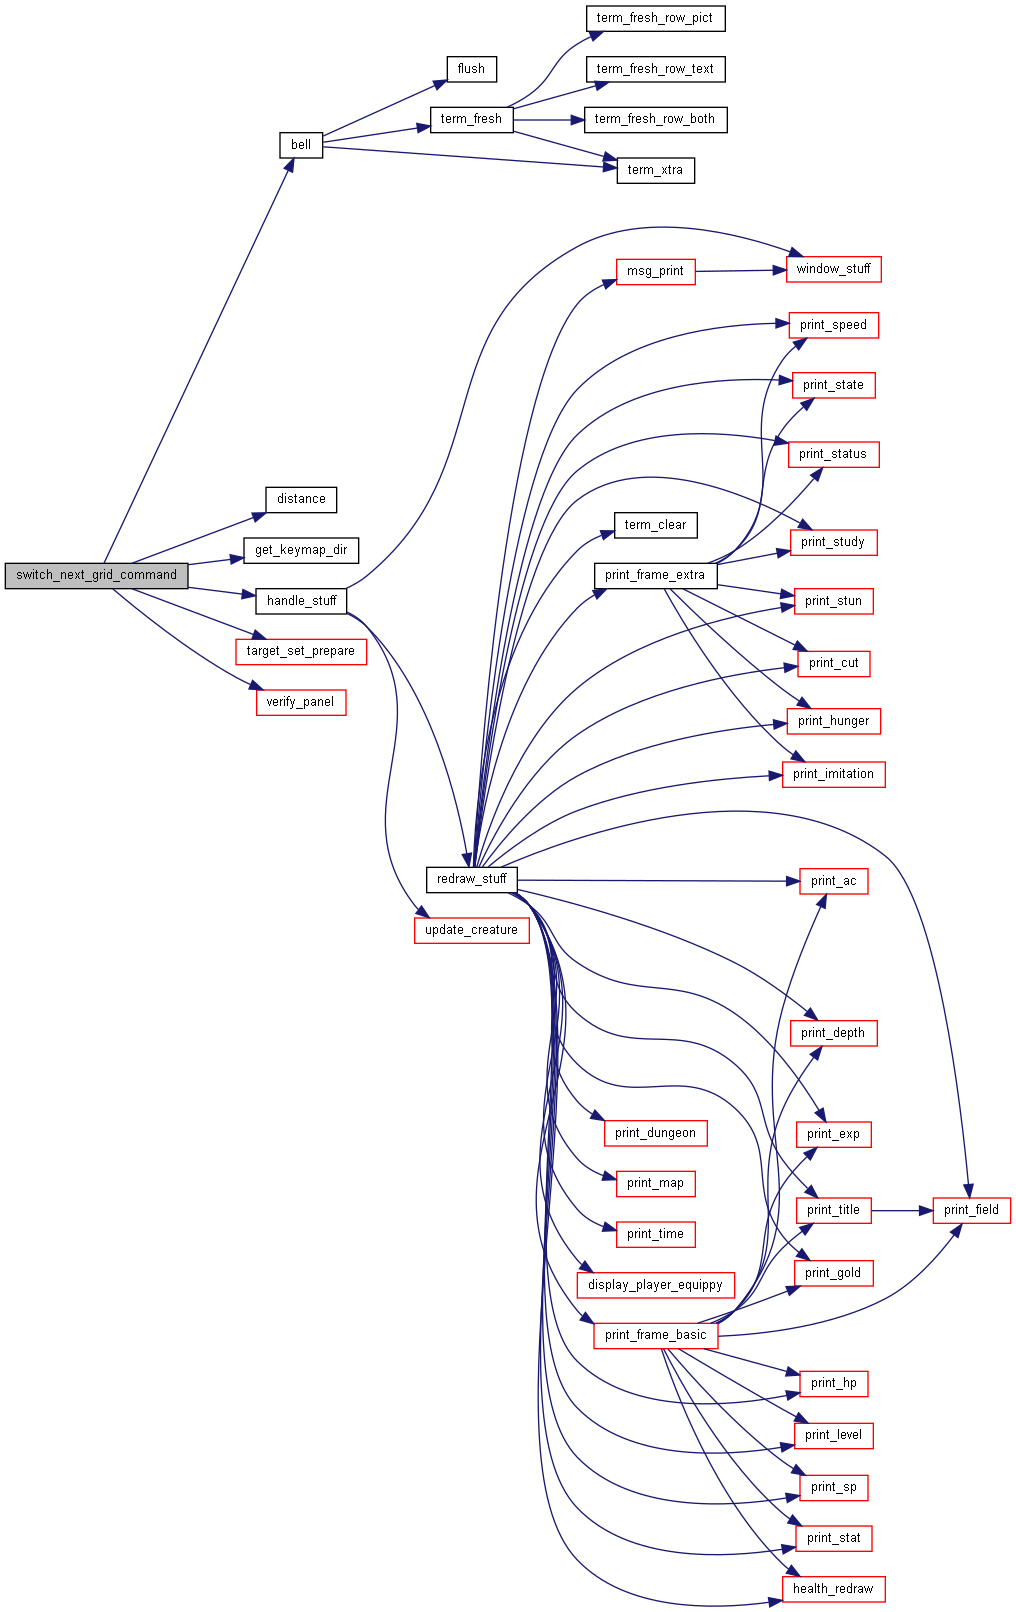 term_fresh_row_pict
flush
term_fresh_row_text
term_fresh
term_fresh_row_both
bell
term_xtra
window_stuff
msg_print
print_speed
print_state
print_status
distance
term_clear
print_study
get_keymap_dir
switch_next_grid_command
print_frame_extra
handle_stuff
print_stun
target_set_prepare
print_cut
verify_panel
print_hunger
print_imitation
redraw_stuff
print_ac
update_creature
print_depth
print_dungeon
print_exp
print_map
print_title
print_field
print_time
print_gold
display_player_equippy
print_frame_basic
print_hp
print_level
print_sp
print_stat
health_redraw